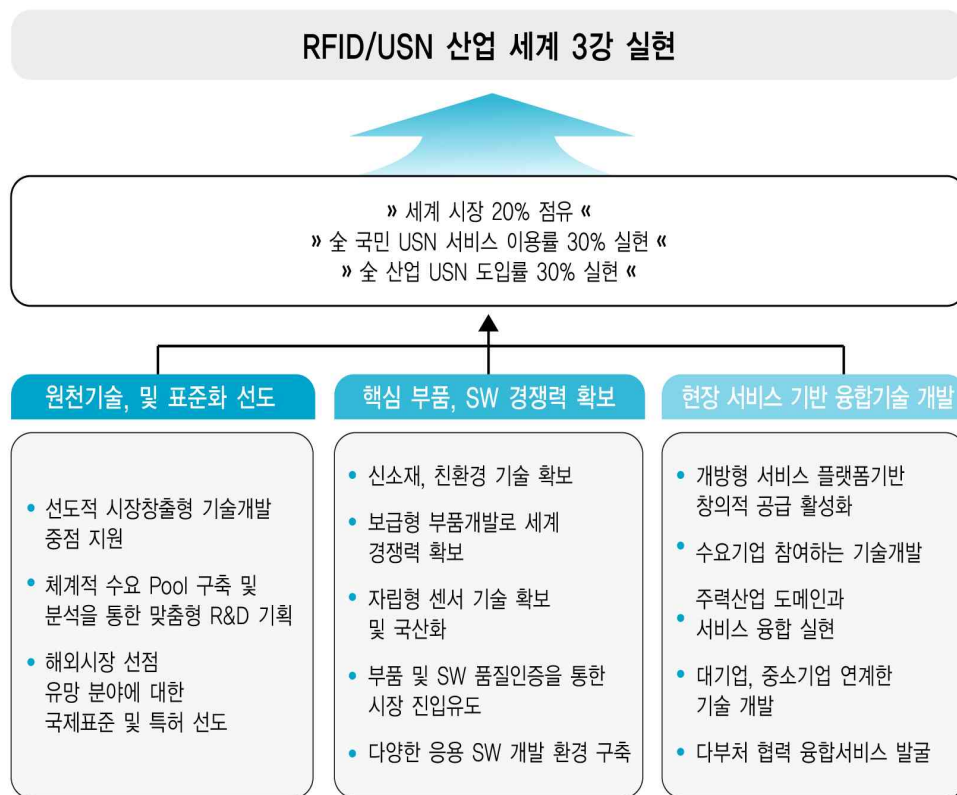 RFID/USN 산업 세계 3강 실현
» 세계 시장 20% 점유 «
» 全 국민 USN 서비스 이용률 30% 실현 «
» 全 산업 USN 도입률 30% 실현 «
원천기술, 및 표준화 선도
• 선도적 시장창출형 기술개발
중점 지원
• 체계적 수요 Pool 구축 및
분석을 통한 맞춤형 R&D 기획
• 해외시장 선점
유망 분야에 대한
국제표준 및 특허 선도
핵심 부품, SW 경쟁력 확보
• 신소재, 친환경 기술 확보
• 보급형 부품개발로 세계
경쟁력 확보
• 자립형 센서 기술 확보
및 국산화
• 부품 및 SW 품질인증을 통한
시장 진입유도
• 다양한 응용 SW 개발 환경 구축
현장 서비스 기반 융합기술 개발
• 개방형 서비스 플랫폼기반
창의적 공급 활성화
• 수요기업 참여하는 기술개발
• 주력산업 도메인과
서비스 융합 실현
• 대기업, 중소기업 연계한
기술 개발
• 다부처 협력 융합서비스 발굴